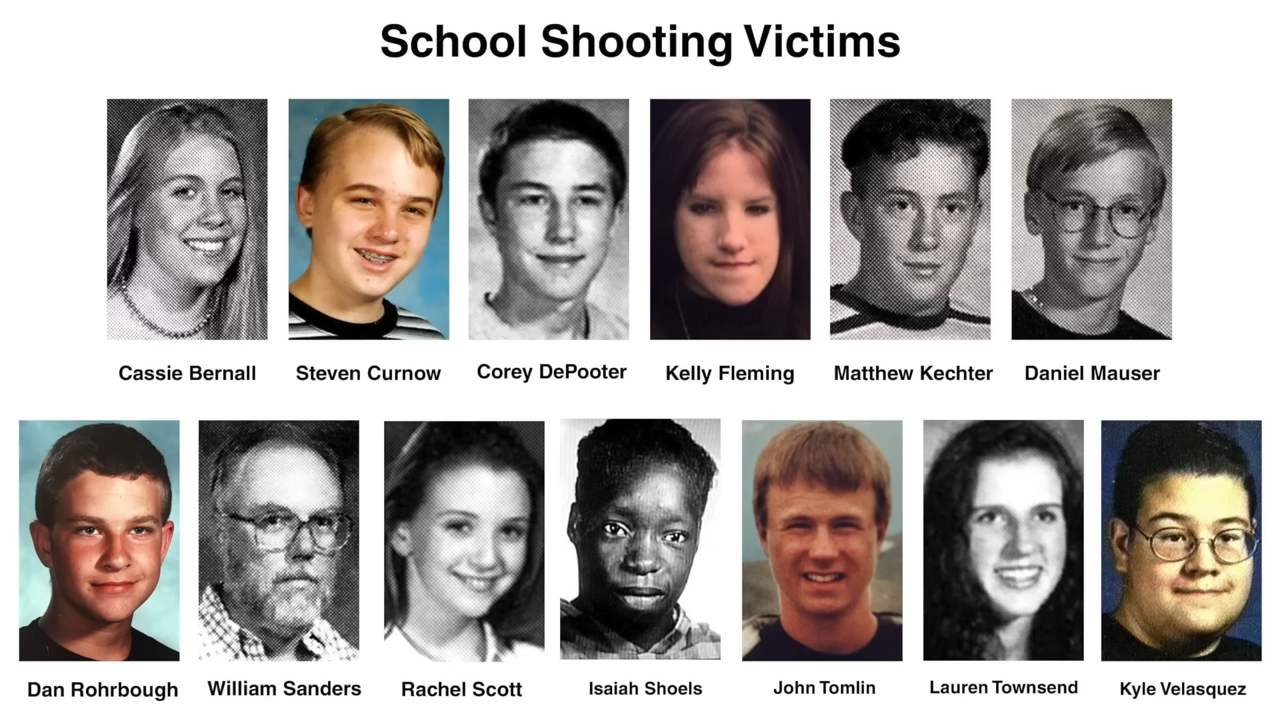 School Shooting Victims
Cassie Bernall
Steven Curnow
Corey DePooter
Kelly Fleming
Matthew Kechter
Daniel Mauser
Dan Rohrbough
William Sanders
Rachel Scott
Isaiah Shoels
John Tomlin
Lauren Townsend
Kyle Velasquez